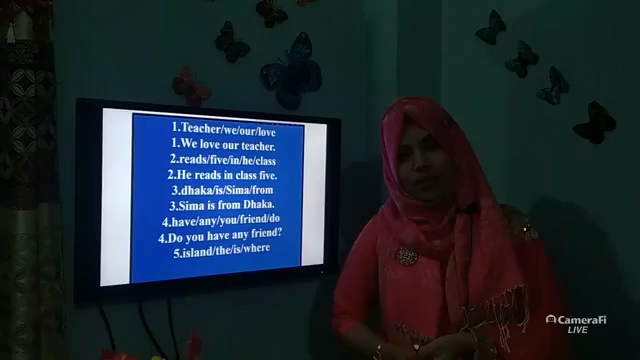 1.Teacher/we/our/love
1.We love our teacher.
2.reads/five/in/he/class
2.He reads in class five.
3.dhaka/is/Sima/from
3.Sima is from Dhaka.
4.have/any/you/friend/do
4.Do you have any friend?
5.island/the/is/where
CameraFi
LIVE